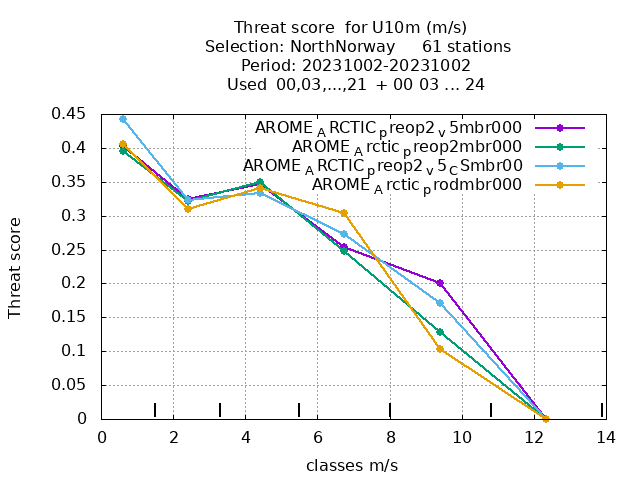 Threat score for U10m (m/s)
Selection: NorthNorway 61 stations
Period: 20231002-20231002
Used 00,03,...,21 + 00 03 ... 24
AROME_ARCTIC_preop2_v5mbr000
AROME_Arctic_preop2mbr000
AROME_ARCTIC_preop2_v5_CSmbr00
AROME_Arctic_prodmbr000
0.45
0.4
0.35
0.3
0.25
0.2
0.15
0.1
0.05
0
Threat score
0 2 4 6 8 10 12 14
classes m/s